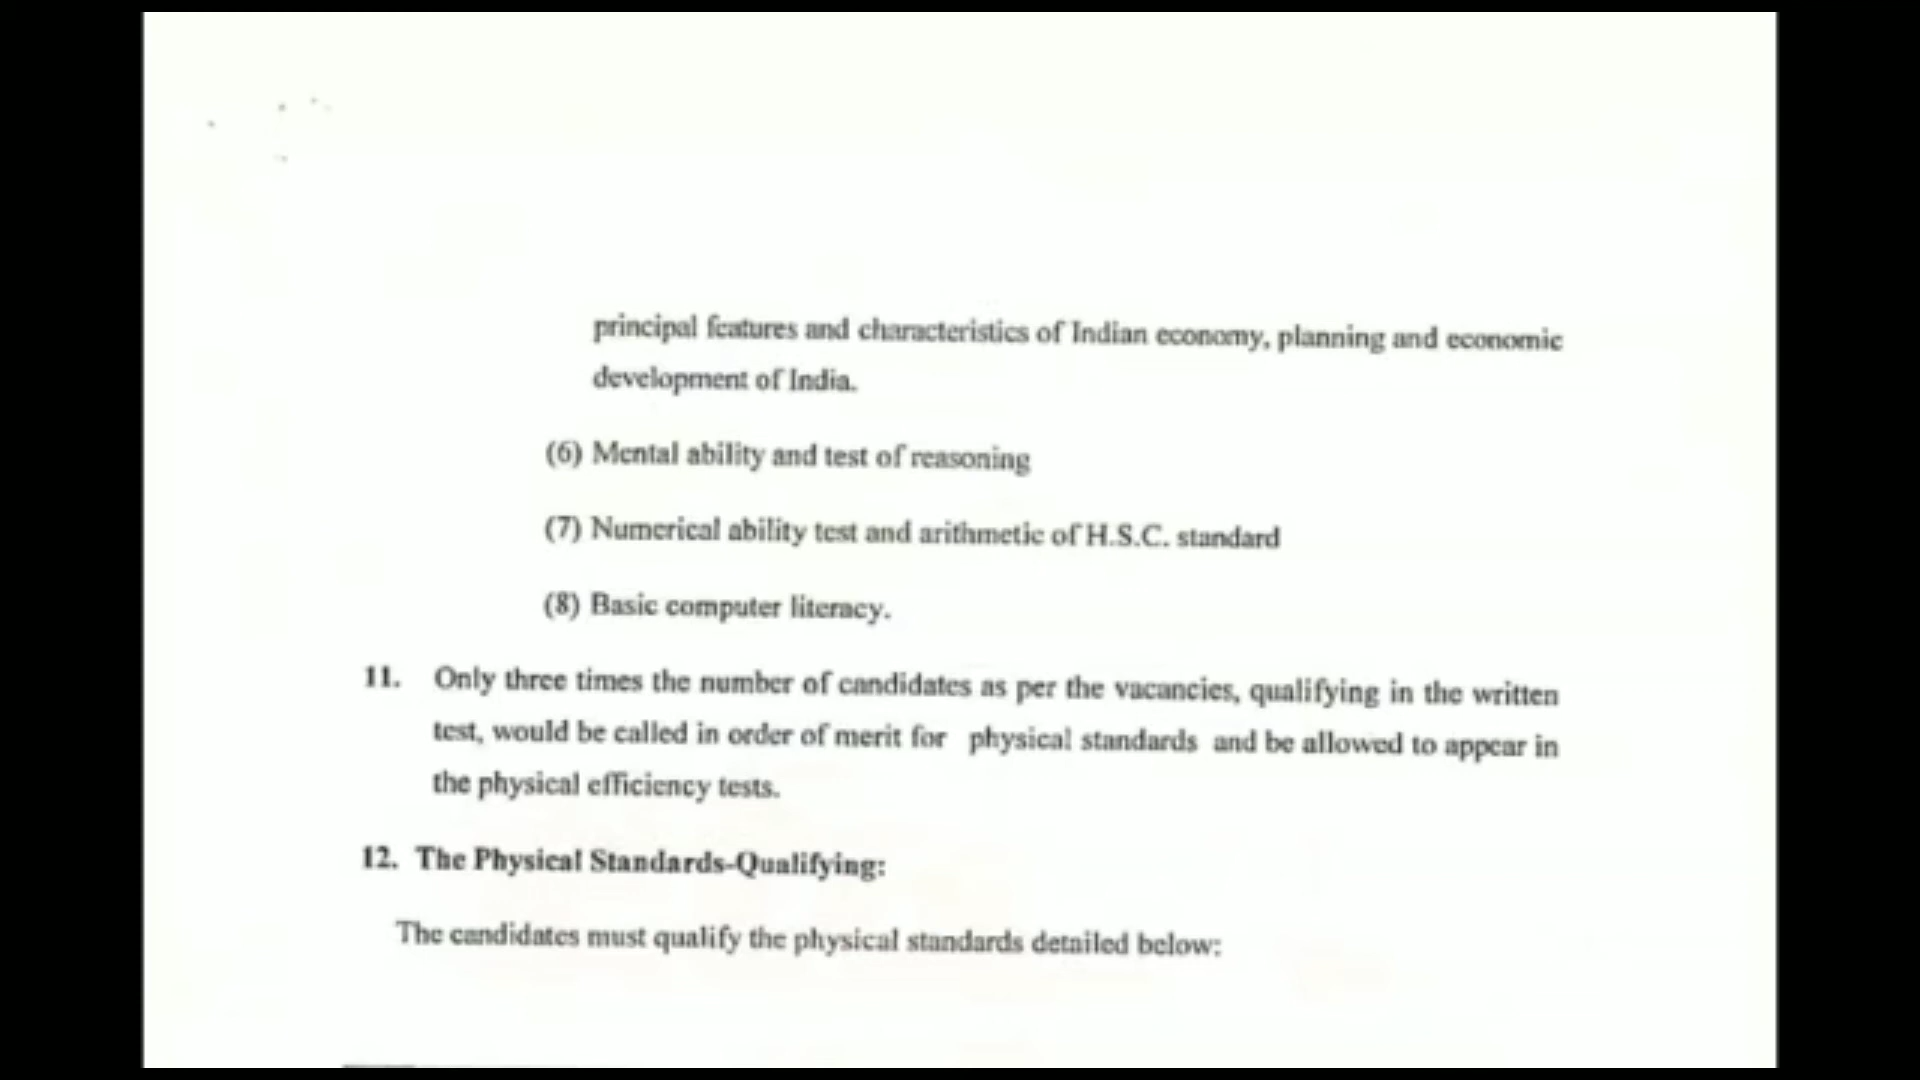 principal features and characteristics of Indian economy, planning and economic
development of India.
(6) Mental ability and test of reasoning
(7) Numerical ability test and arithmetic of H.S.C. standard
(8) Basic computer literacy.
11. Only three times the number of candidates as per the vacancies, qualifying in the written
test, would be called in order of merit for physical standards and be allowed to appear in
the physical efficiency tests.
12. The Physical Standards-Qualifying:
The candidates must qualify the physical standards detailed below: